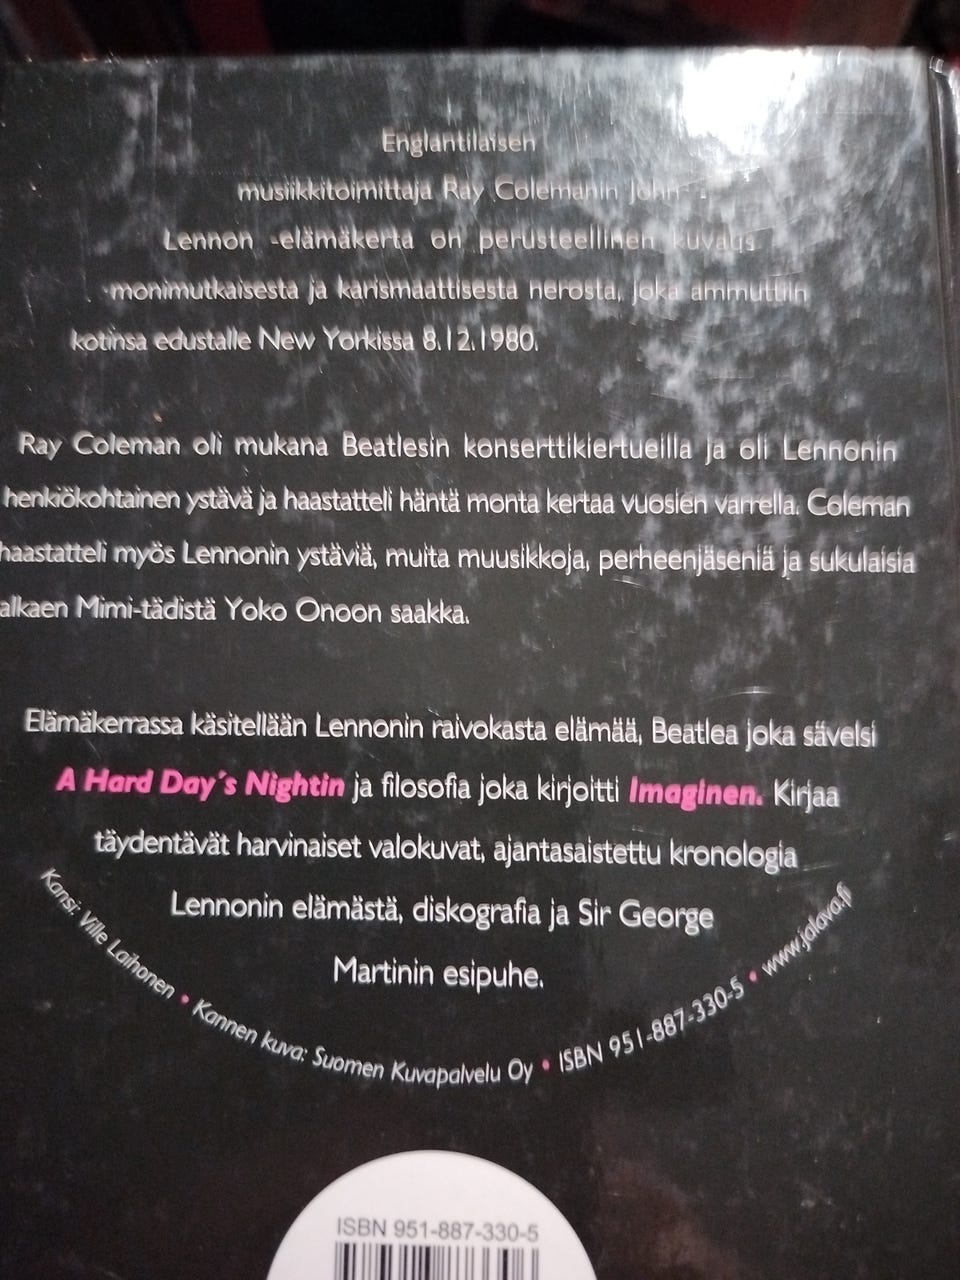 Englantilaisen
musiikkitoimittaja Ray Colemanin John
Lennon -elämäkerta on perusteellinen kuvaus
monimutkaisesta ja karismaattisesta herosta, joka ammuttiin
kotinsa edustalle New Yorkissa 8.12.1980.
Ray Coleman oli mukana Beatlesin konserttikiertueilla ja oli Lennonin
henkiökohtainen ystävä ja haastatteli häntä monta kertaa vuosien varrella. Coleman
haastatteli myös Lennonin ystäviä, muita muusikkoja, perheenjäseniä ja sukulaisia
alkaen Mimi-tädistä Yoko Onoon saakka.
Elämäkerrassa käsitellään Lennonin raivokasta elämää, Beatlea joka sävelsi
A Hard Day´s Nightin ja filosofia joka kirjoitti Imaginen. Kirjaa
täydentävät harvinaiset valokuvat, ajantasaistettu kronologia
Lennonin elämästä, diskografia ja Sir George
Martinin esipuhe.
Kansi: Ville Laihonen • Kannen kuva: Suomen Kuvapalvelu Oy • ISBN 951-887-330-5 • www.jalava.fi
ISBN 951-887-330-5